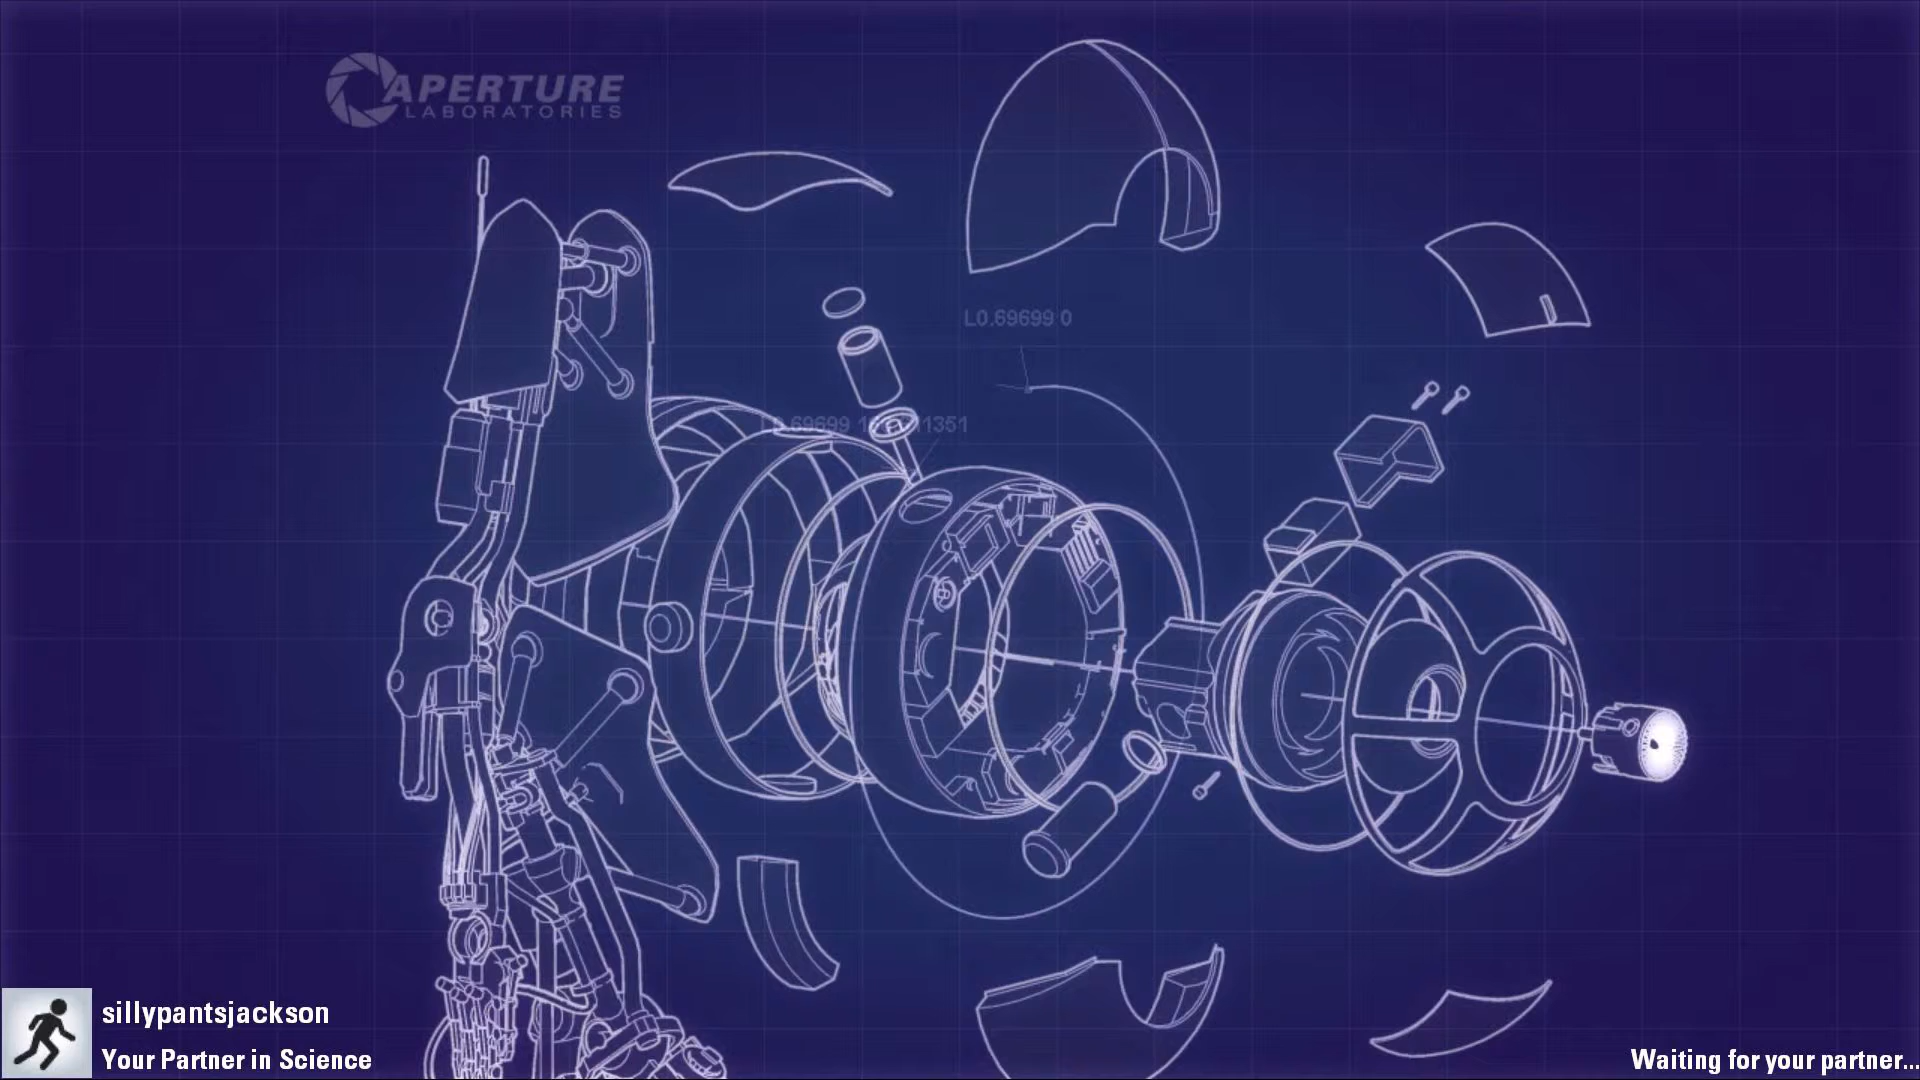 APERTURE
LABORATORIES
L0.69699 0
sillypantsjackson
Your Partner in Science
Waiting for your partner...